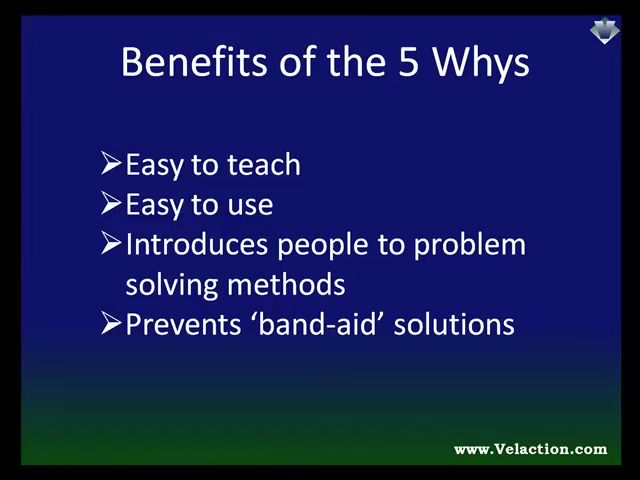 Benefits of the 5 Whys
➢Easy to teach
➢Easy to use
➢Introduces people to problem
solving methods
➢Prevents ‘band-aid’ solutions
www.Velaction.com